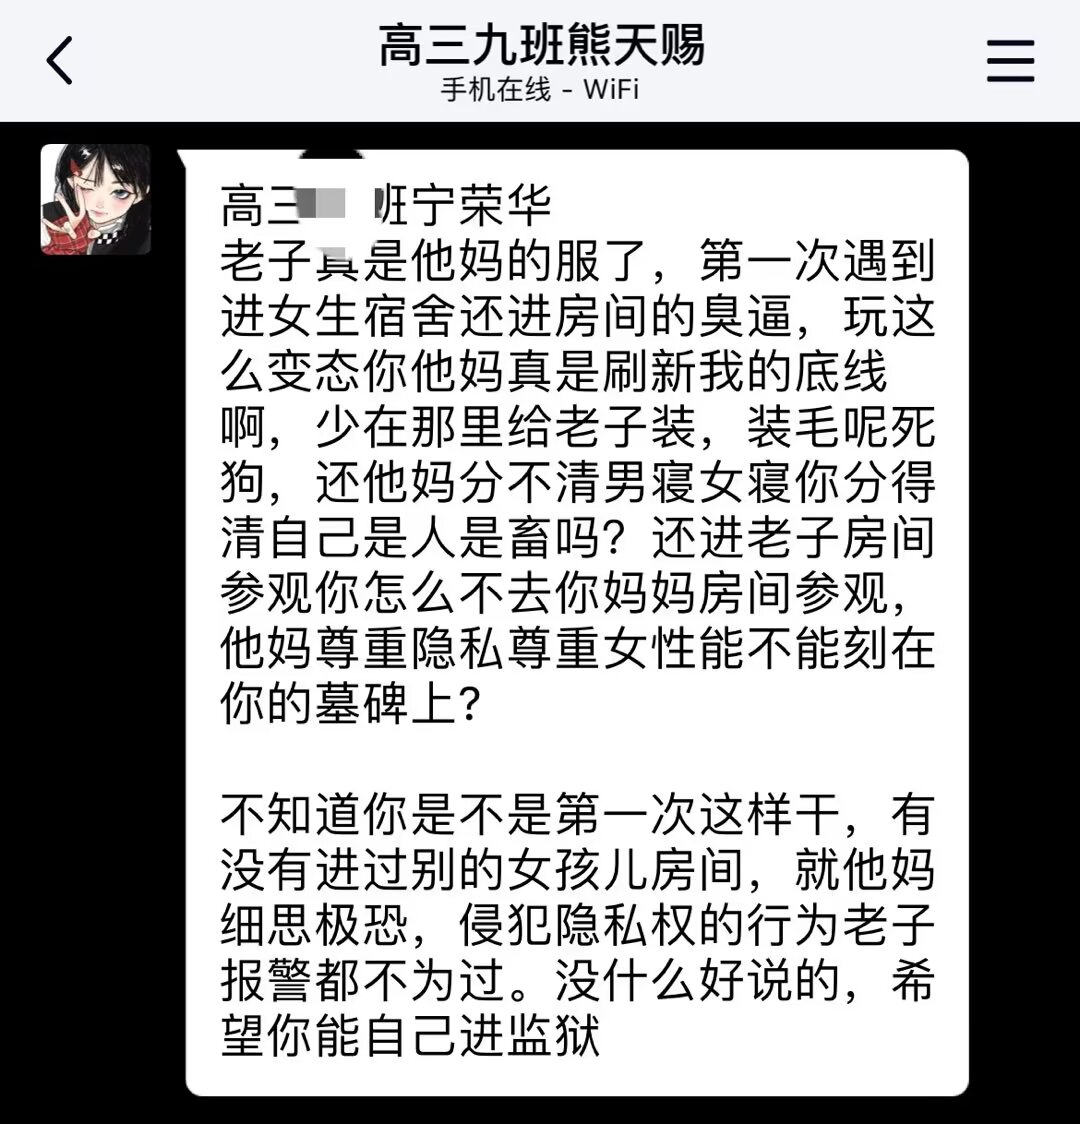 高三九班熊天赐
手机在线 - WiFi
高三 班宁荣华
老子真是他妈的服了，第一次遇到
进女生宿舍还进房间的臭逼，玩这
么变态你他妈真是刷新我的底线
啊，少在那里给老子装，装毛呢死
狗，还他妈分不清男寝女寝你分得
清自己是人是畜吗？还进老子房间
参观你怎么不去你妈妈房间参观，
他妈尊重隐私尊重女性能不能刻在
你的墓碑上？
不知道你是不是第一次这样干，有
没有进过别的女孩儿房间，就他妈
细思极恐，侵犯隐私权的行为老子
报警都不为过。没什么好说的，希
望你能自己进监狱